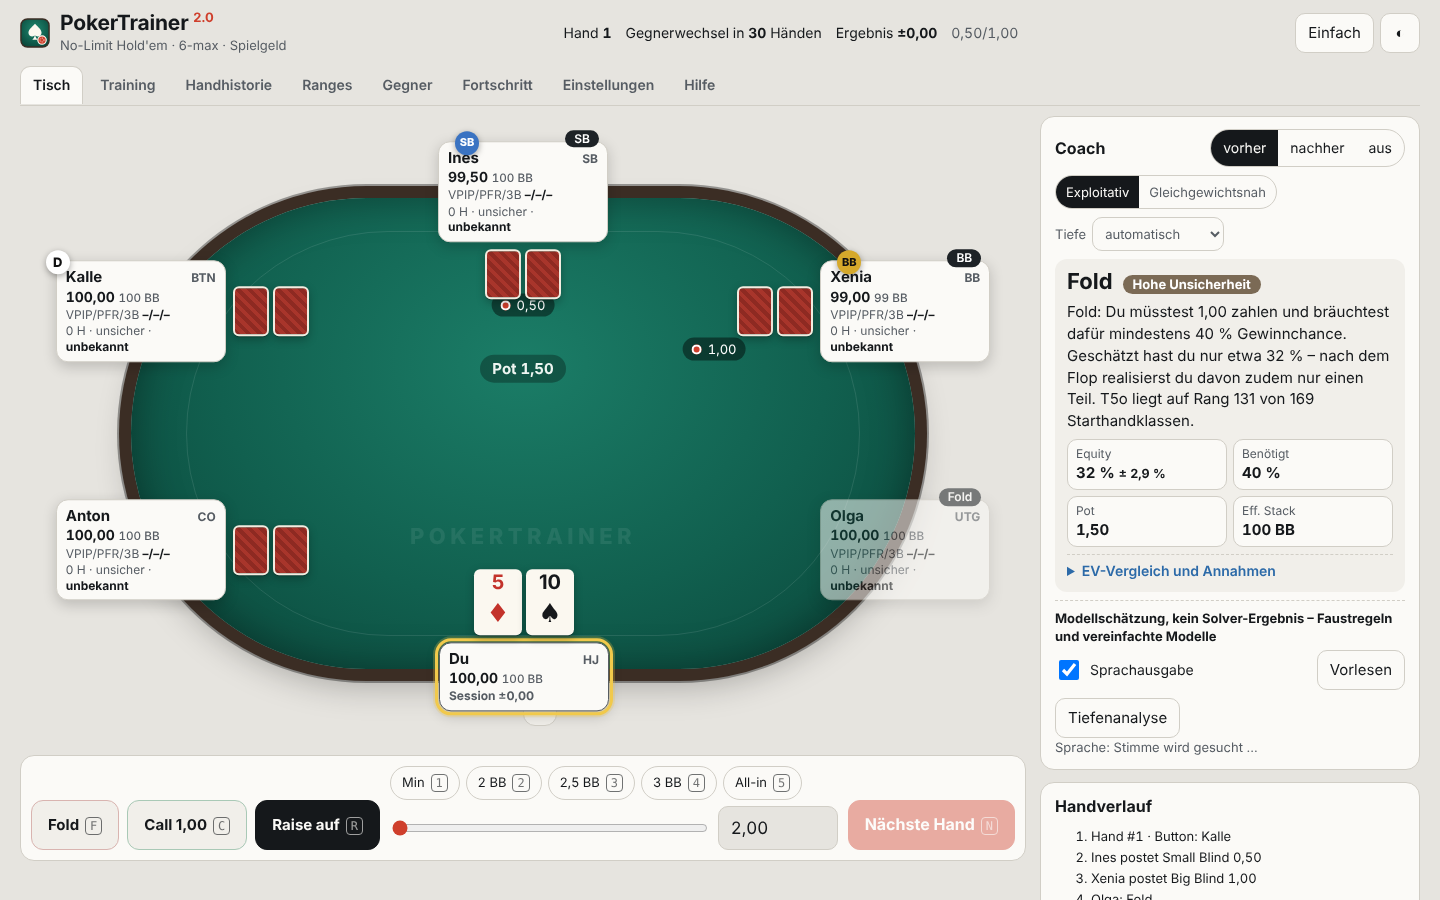 PokerTrainer 2.0
No-Limit Hold'em · 6-max · Spielgeld
Hand 1 Gegnerwechsel in 30 Händen Ergebnis ±0,00 0,50/1,00
Einfach
Tisch Training Handhistorie Ranges Gegner Fortschritt Einstellungen Hilfe
SB SB
Ines SB
99,50 100 BB
VPIP/PFR/3B –/–/–
0 H · unsicher ·
unbekannt
0,50
D
Kalle BTN
100,00 100 BB
VPIP/PFR/3B –/–/–
0 H · unsicher ·
unbekannt
BB BB
Xenia BB
99,00 99 BB
VPIP/PFR/3B –/–/–
0 H · unsicher ·
unbekannt
1,00
Pot 1,50
Anton CO
100,00 100 BB
VPIP/PFR/3B –/–/–
0 H · unsicher ·
unbekannt
POKERTRAINER
Fold
Olga UTG
100,00 100 BB
VPIP/PFR/3B –/–/–
0 H · unsicher ·
unbekannt
5 10
Du HJ
100,00 100 BB
Session ±0,00
Min 1 2 BB 2 2,5 BB 3 3 BB 4 All-in 5
Fold F Call 1,00 C Raise auf R 2,00 Nächste Hand N
Coach vorher nachher aus
Exploitativ Gleichgewichtsnah
Tiefe automatisch
Fold Hohe Unsicherheit
Fold: Du müsstest 1,00 zahlen und bräuchtest
dafür mindestens 40 % Gewinnchance.
Geschätzt hast du nur etwa 32 % – nach dem
Flop realisierst du davon zudem nur einen
Teil. T5o liegt auf Rang 131 von 169
Starthandklassen.
Equity Benötigt
32 % ± 2,9 % 40 %
Pot Eff. Stack
1,50 100 BB
EV-Vergleich und Annahmen
Modellschätzung, kein Solver-Ergebnis – Faustregeln
und vereinfachte Modelle
Sprachausgabe Vorlesen
Tiefenanalyse
Sprache: Stimme wird gesucht ...
Handverlauf
1. Hand #1 · Button: Kalle
2. Ines postet Small Blind 0,50
3. Xenia postet Big Blind 1,00
4. Olga: Fold